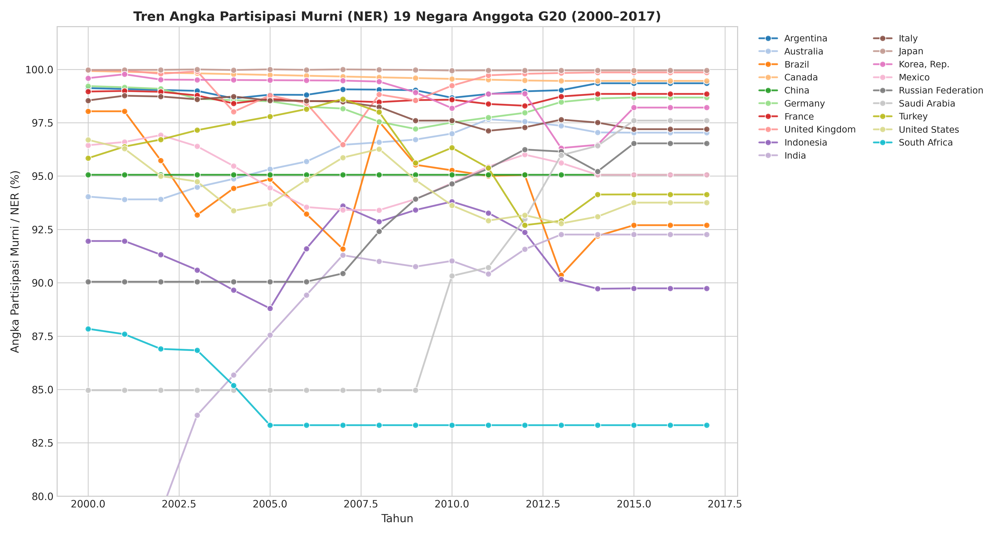 Tren Angka Partisipasi Murni (NER) 19 Negara Anggota G20 (2000–2017)
Angka Partisipasi Murni / NER (%)
100.0
97.5
95.0
92.5
90.0
87.5
85.0
82.5
80.0
2000.0 2002.5 2005.0 2007.5 2010.0 2012.5 2015.0 2017.5
Tahun
Argentina
Australia
Brazil
Canada
China
Germany
France
United Kingdom
Indonesia
India
Italy
Japan
Korea, Rep.
Mexico
Russian Federation
Saudi Arabia
Turkey
United States
South Africa